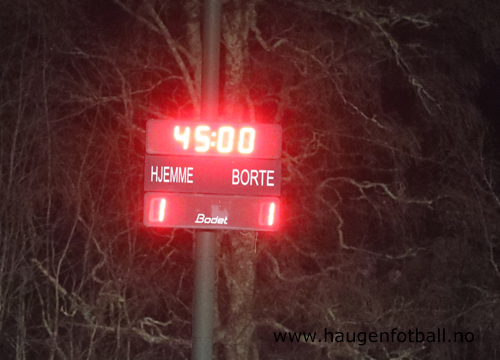 45:00
HJEMME BORTE
1 Bodet 1
www.haugenfotball.no